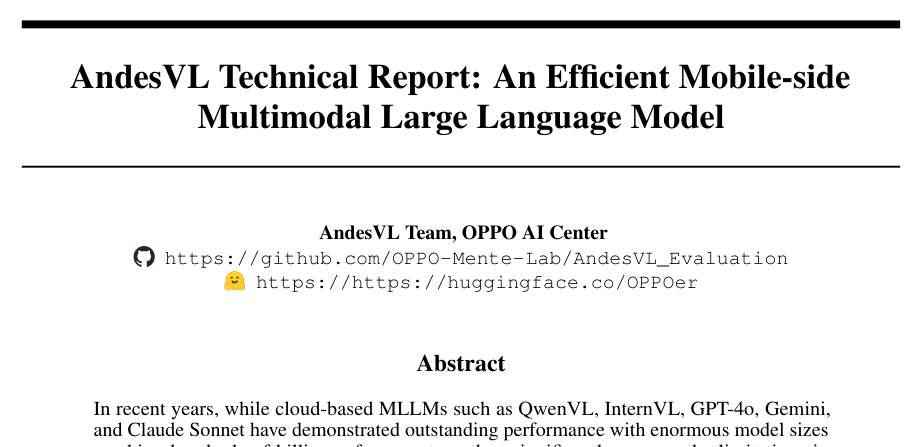 AndesVL Technical Report: An Efficient Mobile-side
Multimodal Large Language Model
AndesVL Team, OPPO AI Center
https://github.com/OPPO-Mente-Lab/AndesVL_Evaluation
https://https://huggingface.co/OPPOer
Abstract
In recent years, while cloud-based MLLMs such as QwenVL, InternVL, GPT-4o, Gemini,
and Claude Sonnet have demonstrated outstanding performance with enormous model sizes